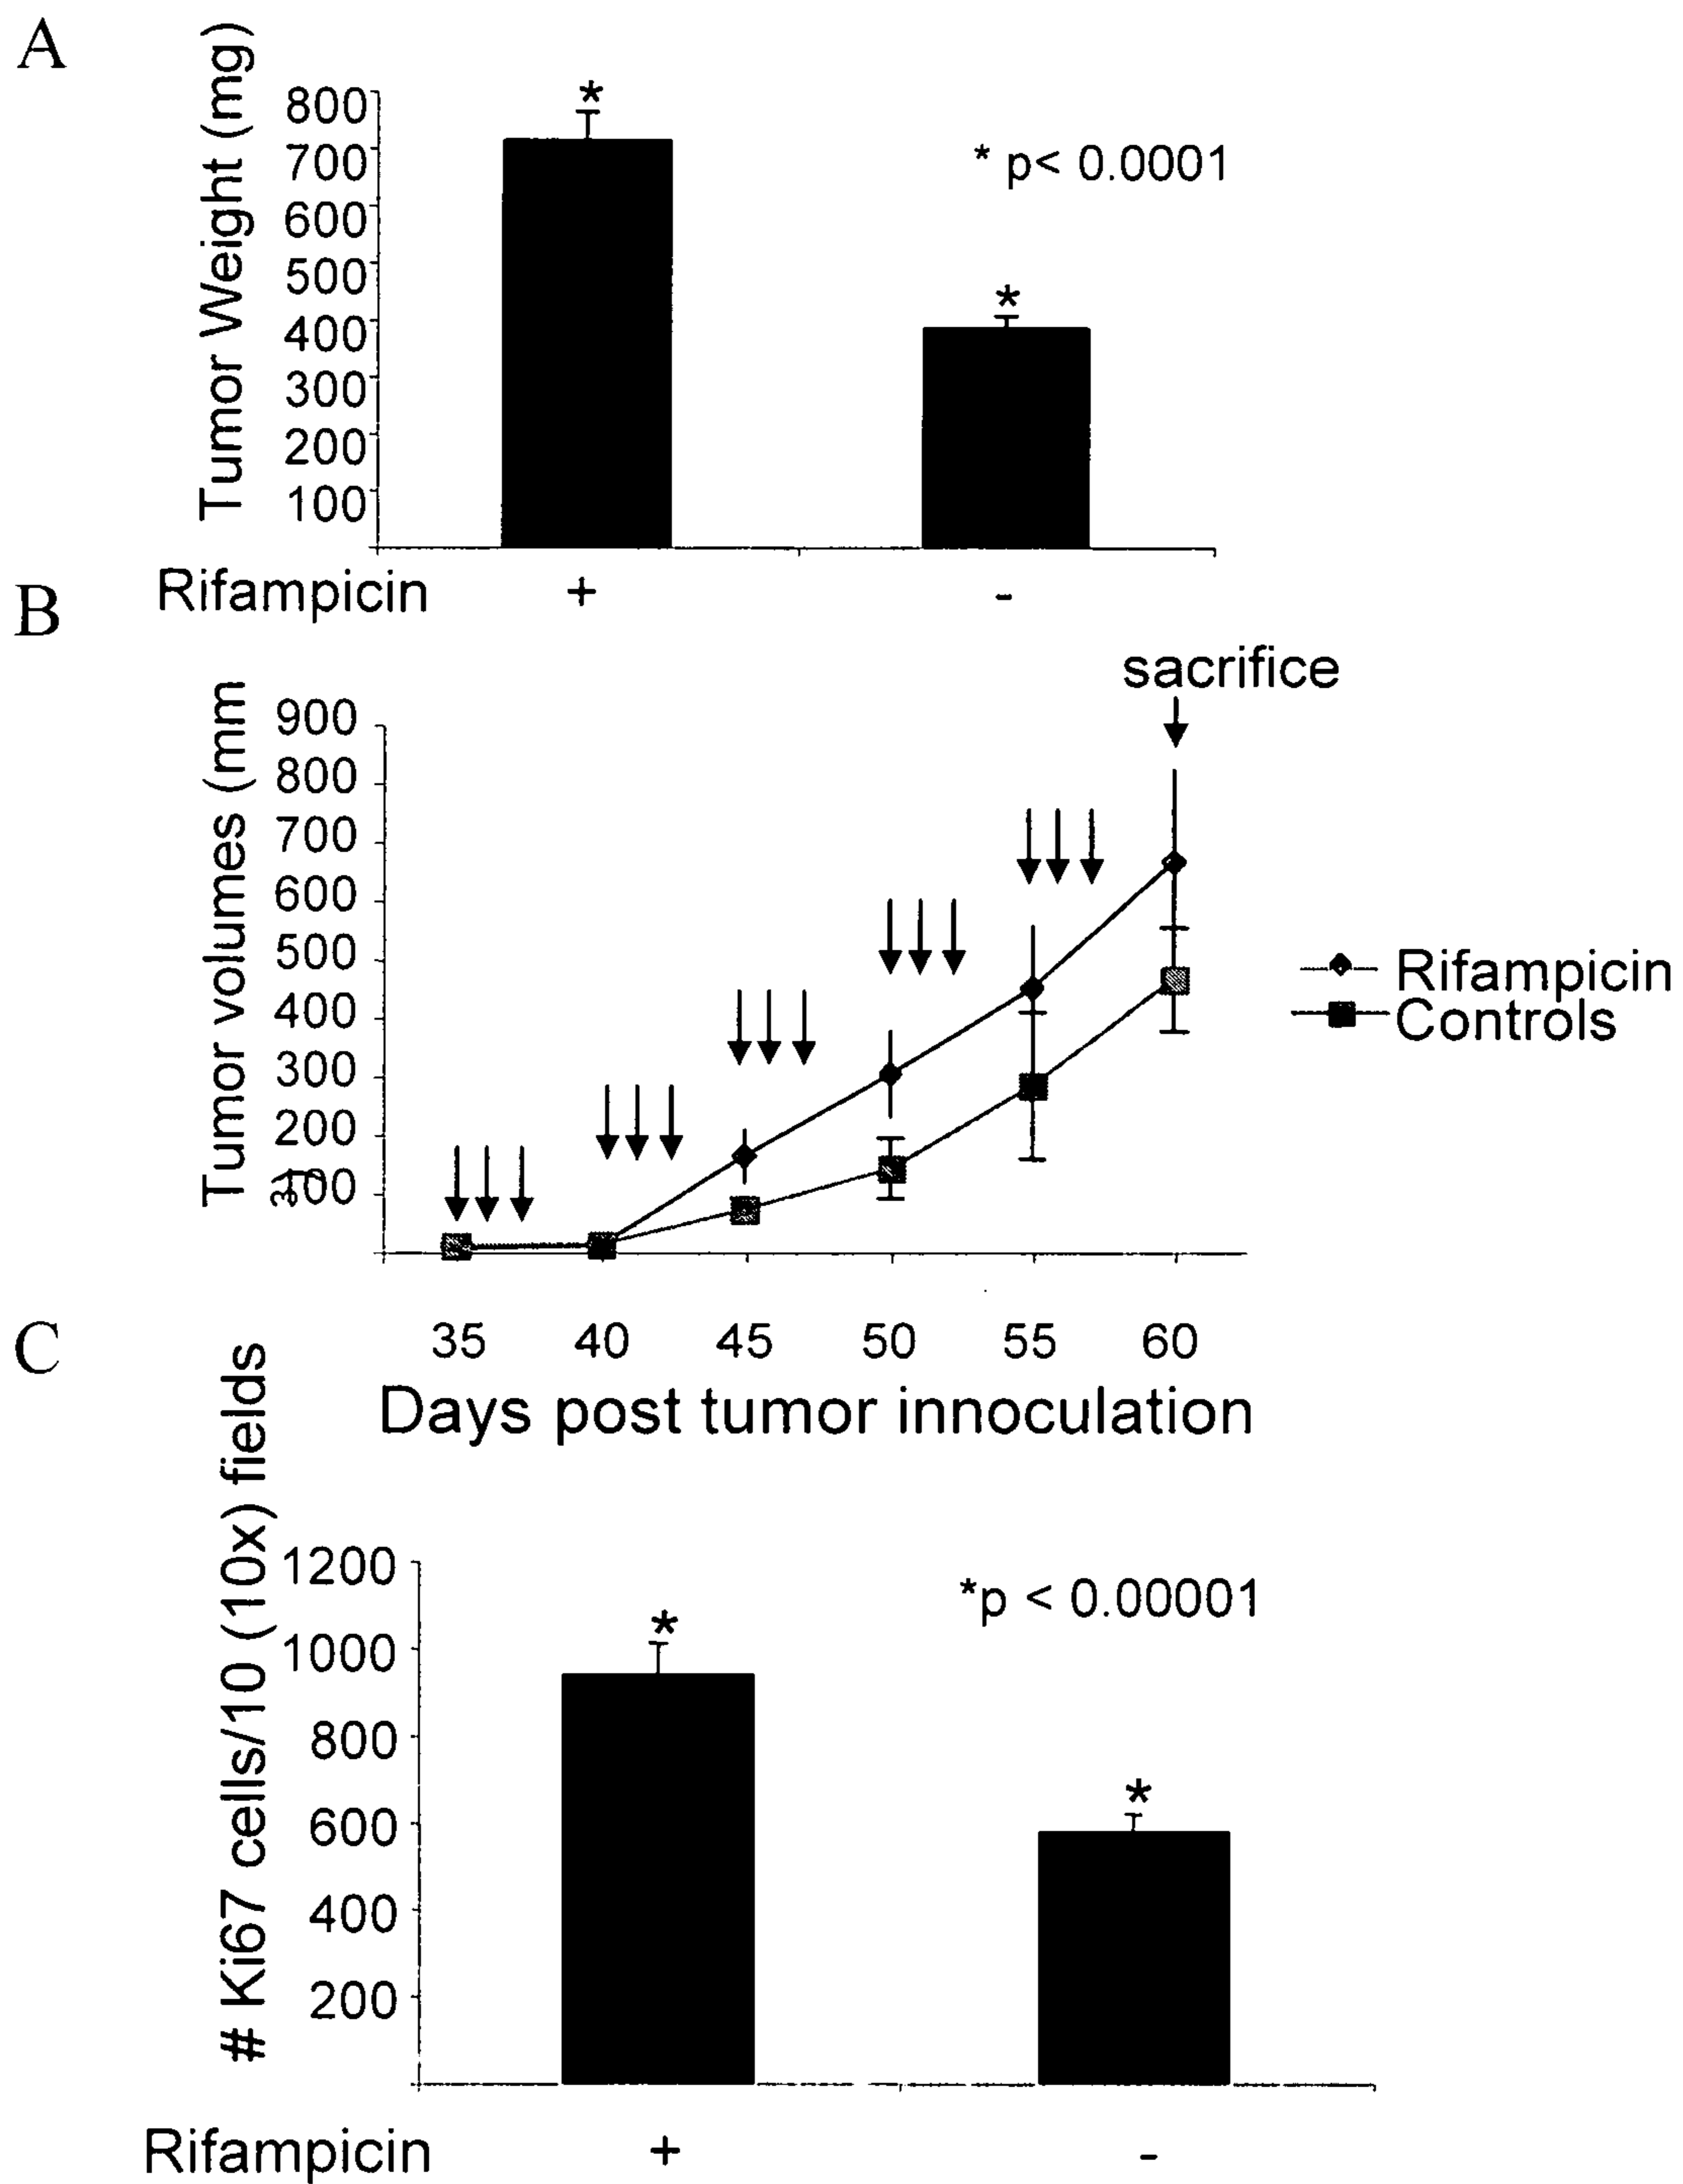 A
Tumor Weight (mg)
800
700
600
500
400
300
200
100
*
*
* p< 0.0001
Rifampicin + -
B
sacrifice
Tumor volumes (mm
3)
900
800
700
600
500
400
300
200
100
Rifampicin
Controls
35 40 45 50 55 60
Days post tumor innoculation
C
# Ki67 cells/10 (10x) fields
1200
1000
800
600
400
200
*
*
*p < 0.00001
Rifampicin + -